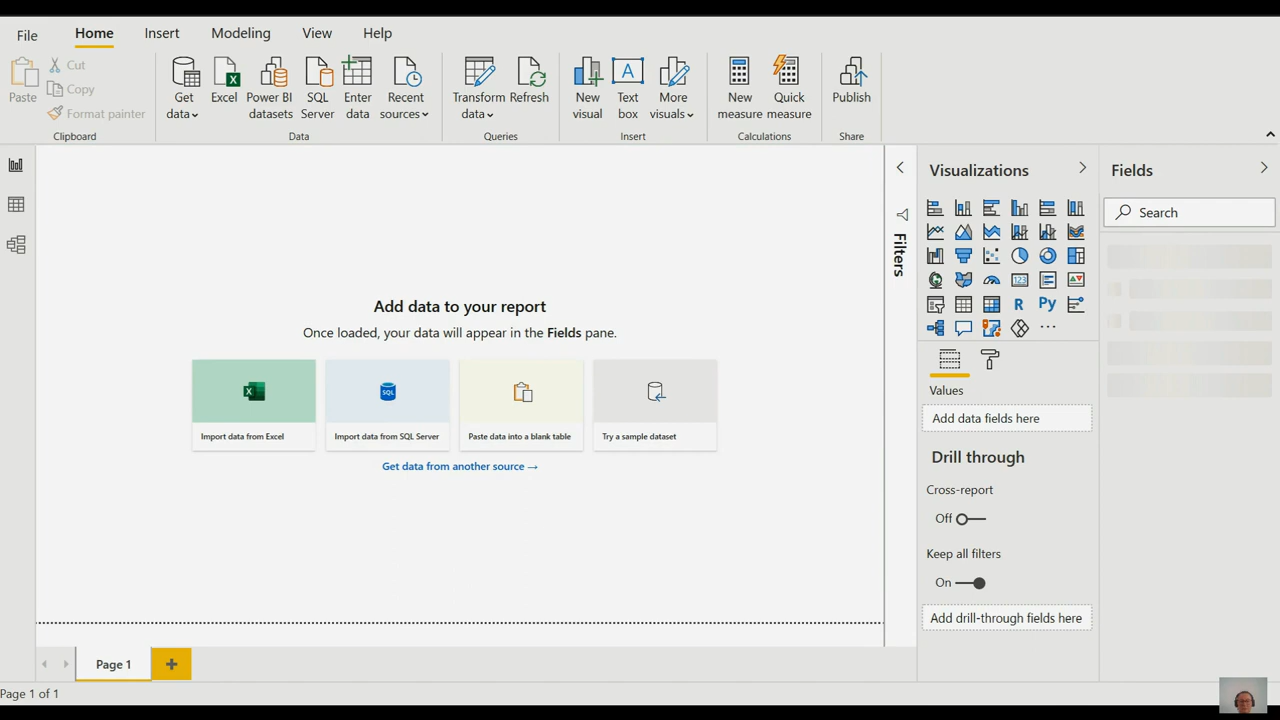 File
Home
Insert
Modeling
View
Help
Paste
Cut
Copy
Format painter
Clipboard
Get
data
Excel
Power BI
datasets
SQL
Server
Enter
data
Recent
sources
Data
Transform
data
Refresh
Queries
New
visual
A
Text
box
More
visuals
Insert
New
measure
Quick
measure
Calculations
Publish
Share
Filters
Visualizations
123
R
Py
Values
Add data fields here
Drill through
Cross-report
Off
Keep all filters
On
Add drill-through fields here
Fields
Search
Add data to your report
Once loaded, your data will appear in the Fields pane.
X
Import data from Excel
SQL
Import data from SQL Server
Paste data into a blank table
Try a sample dataset
Get data from another source →
Page 1
Page 1 of 1